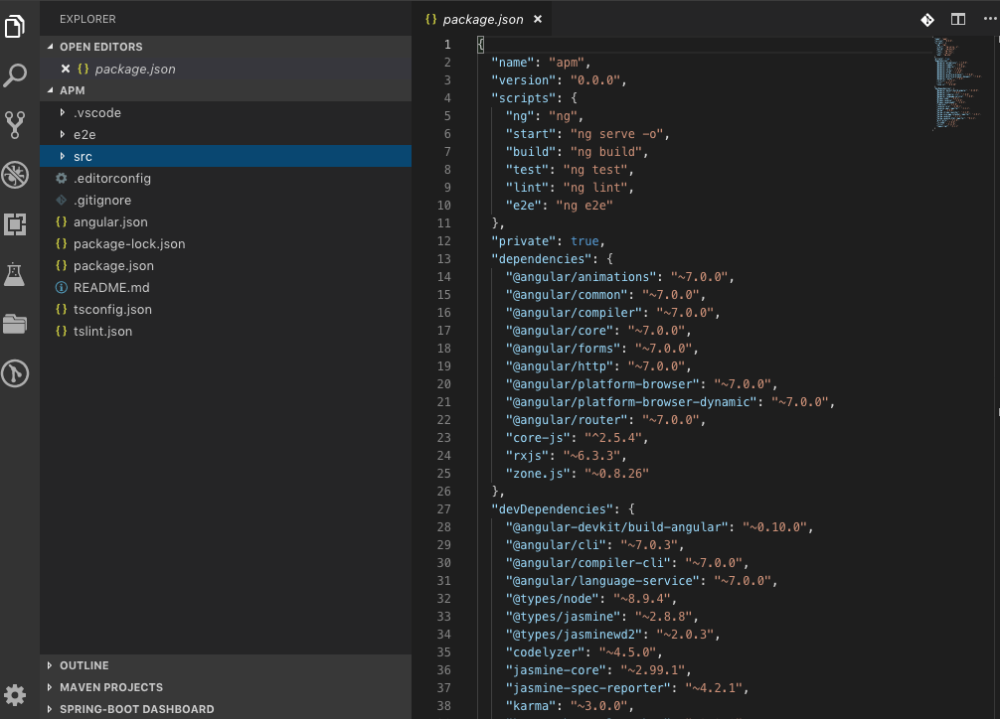 EXPLORER
OPEN EDITORS
{} package.json
APM
.vscode
e2e
src
.editorconfig
.gitignore
{} angular.json
{} package-lock.json
{} package.json
README.md
{} tsconfig.json
{} tslint.json
OUTLINE
MAVEN PROJECTS
SPRING-BOOT DASHBOARD
{} package.json
1 {
2 "name": "apm",
3 "version": "0.0.0",
4 "scripts": {
5 "ng": "ng",
6 "start": "ng serve -o",
7 "build": "ng build",
8 "test": "ng test",
9 "lint": "ng lint",
10 "e2e": "ng e2e"
11 },
12 "private": true,
13 "dependencies": {
14 "@angular/animations": "~7.0.0",
15 "@angular/common": "~7.0.0",
16 "@angular/compiler": "~7.0.0",
17 "@angular/core": "~7.0.0",
18 "@angular/forms": "~7.0.0",
19 "@angular/http": "~7.0.0",
20 "@angular/platform-browser": "~7.0.0",
21 "@angular/platform-browser-dynamic": "~7.0.0",
22 "@angular/router": "~7.0.0",
23 "core-js": "^2.5.4",
24 "rxjs": "~6.3.3",
25 "zone.js": "~0.8.26"
26 },
27 "devDependencies": {
28 "@angular-devkit/build-angular": "~0.10.0",
29 "@angular/cli": "~7.0.3",
30 "@angular/compiler-cli": "~7.0.0",
31 "@angular/language-service": "~7.0.0",
32 "@types/node": "~8.9.4",
33 "@types/jasmine": "~2.8.8",
34 "@types/jasminewd2": "~2.0.3",
35 "codelyzer": "~4.5.0",
36 "jasmine-core": "~2.99.1",
37 "jasmine-spec-reporter": "~4.2.1",
38 "karma": "~3.0.0",